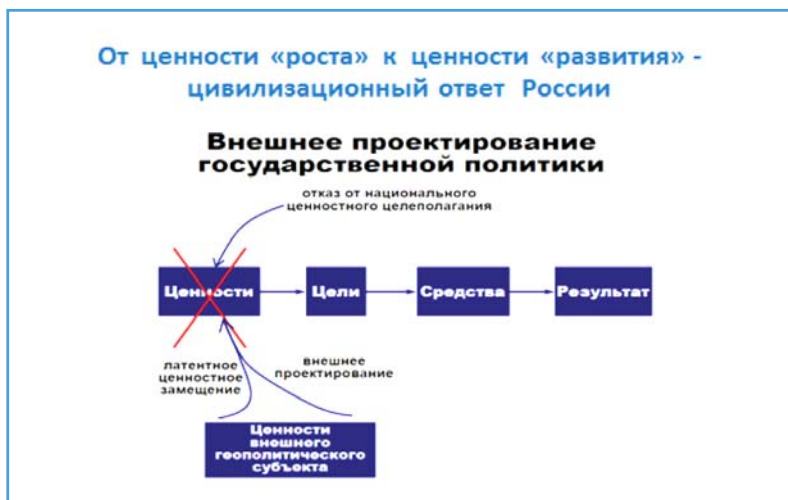 От ценности «роста» к ценности «развития» -
цивилизационный ответ России
Внешнее проектирование
государственной политики
отказ от национального
ценностного целеполагания
Ценности
Цели
Средства
Результат
латентное
ценностное
замещение
внешнее
проектирование
Ценности
внешнего
геополитического
субъекта